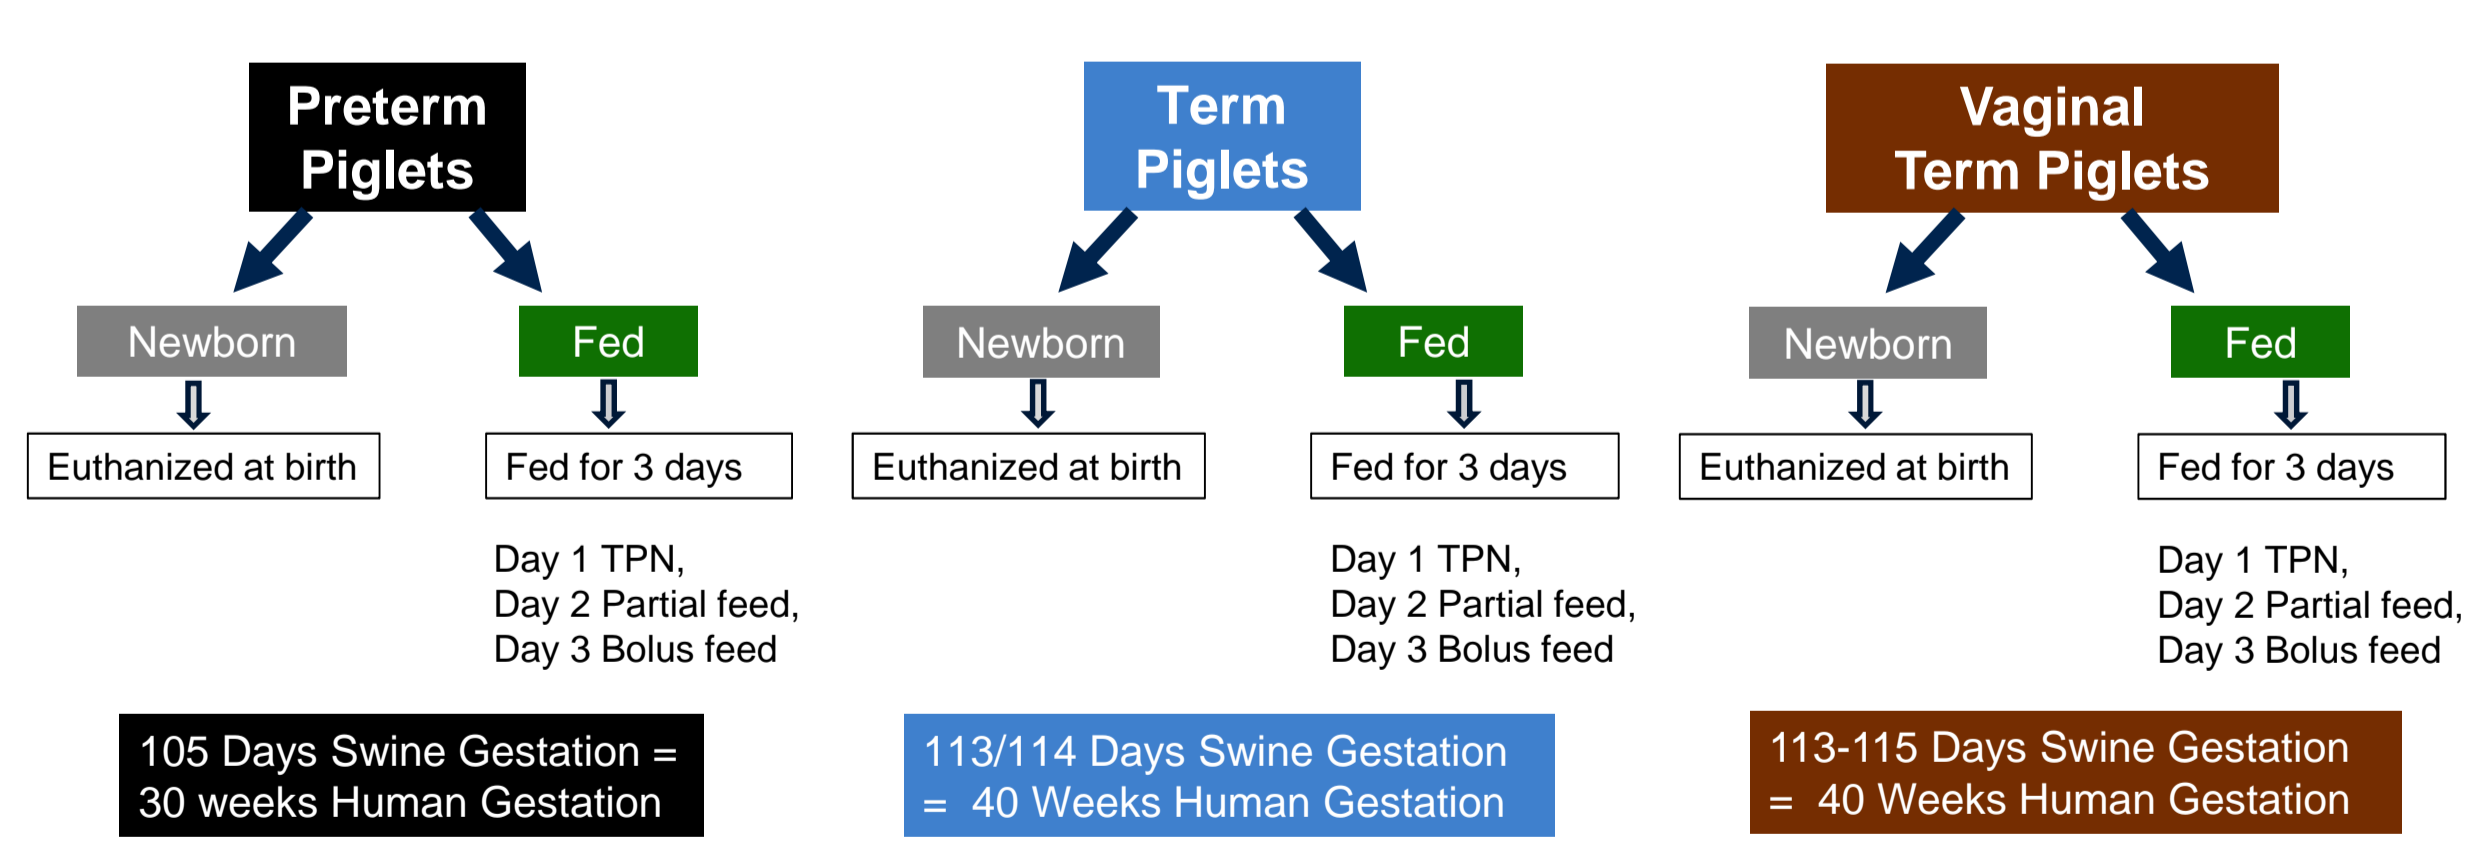 Preterm
Piglets
Newborn
Fed
Euthanized at birth
Fed for 3 days
Day 1 TPN,
Day 2 Partial feed,
Day 3 Bolus feed
105 Days Swine Gestation =
30 weeks Human Gestation
Term
Piglets
Newborn
Fed
Euthanized at birth
Fed for 3 days
Day 1 TPN,
Day 2 Partial feed,
Day 3 Bolus feed
113/114 Days Swine Gestation
= 40 Weeks Human Gestation
Vaginal
Term Piglets
Newborn
Fed
Euthanized at birth
Fed for 3 days
Day 1 TPN,
Day 2 Partial feed,
Day 3 Bolus feed
113-115 Days Swine Gestation
= 40 Weeks Human Gestation